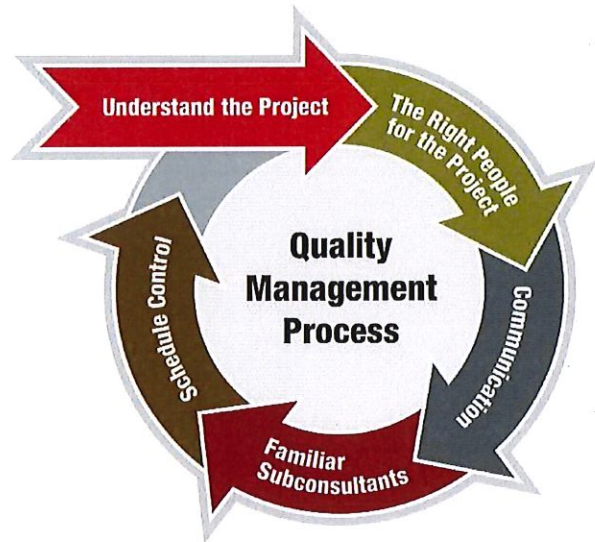 Understand the Project
The Right People
for the Project
Communication
Familiar
Subconsultants
Schedule Control
Quality
Management
Process